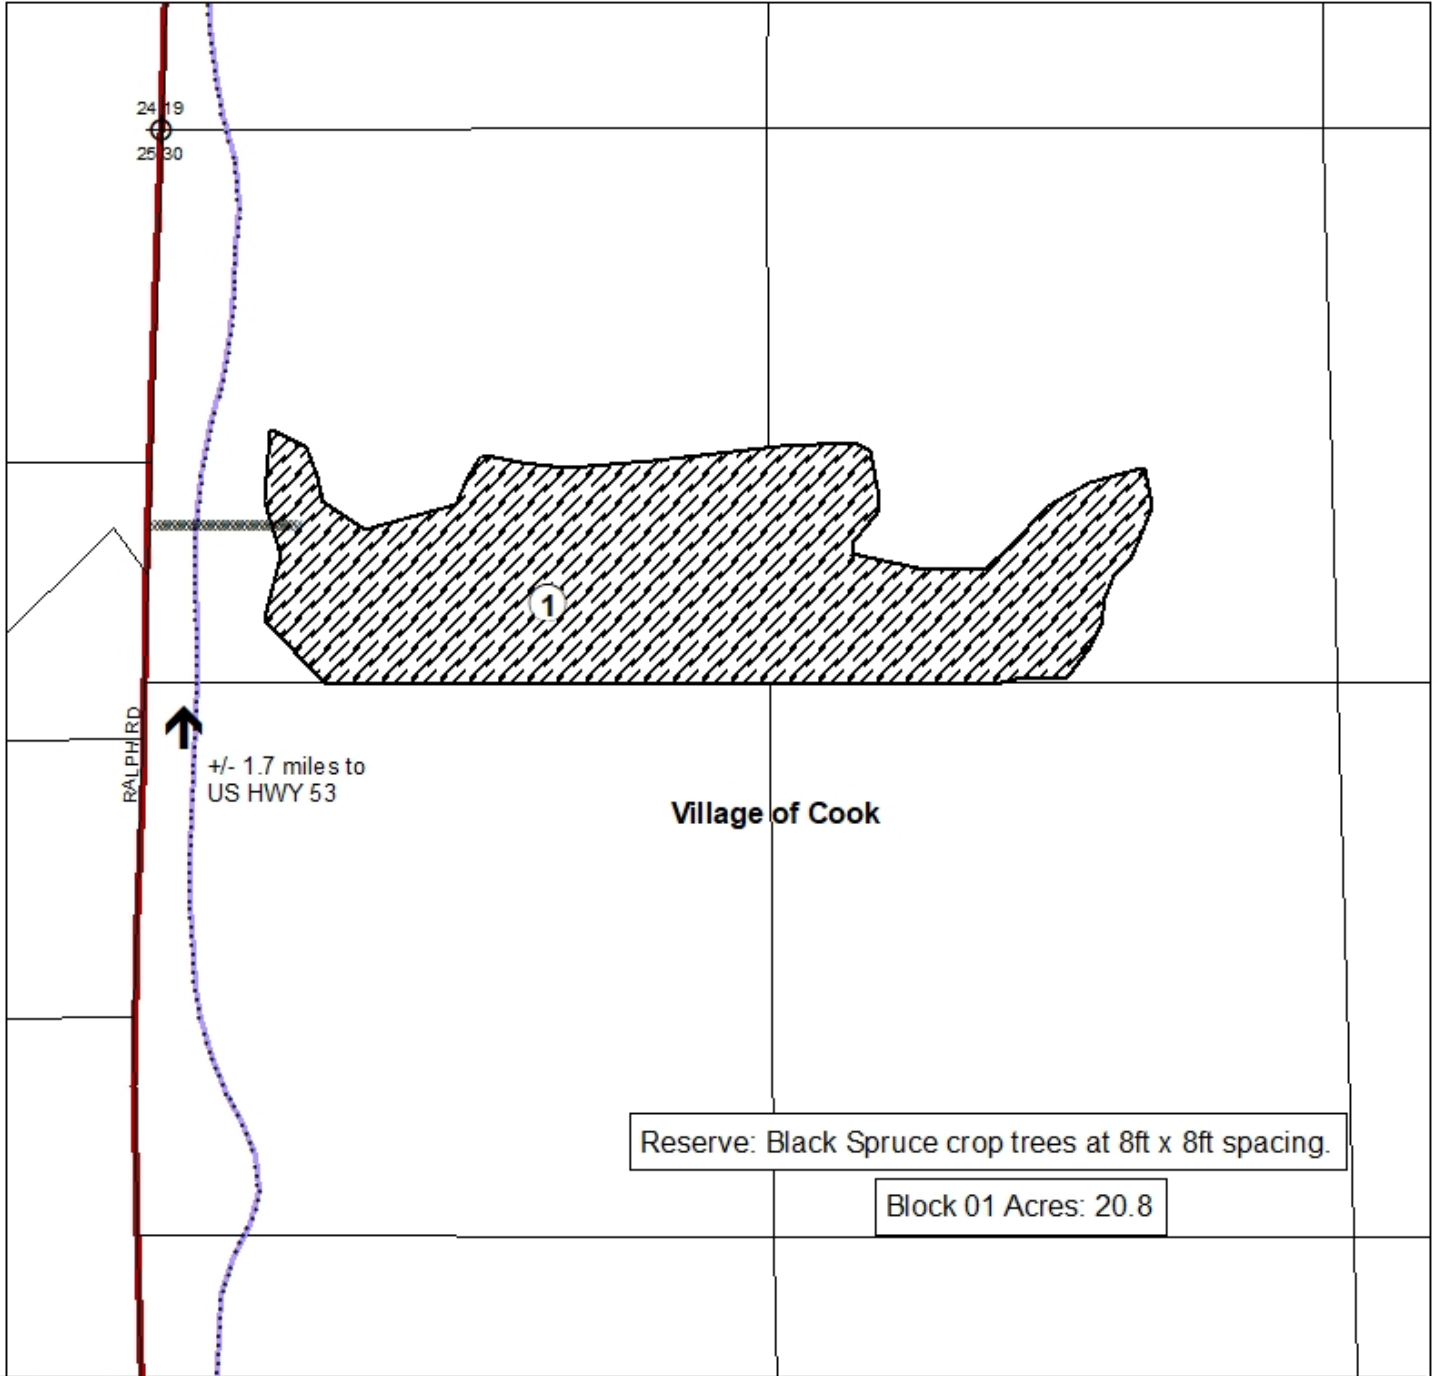 24 19
25 30
1
RALPH RD
+/- 1.7 miles to
US HWY 53
Village of Cook
Reserve: Black Spruce crop trees at 8ft x 8ft spacing.
Block 01 Acres: 20.8